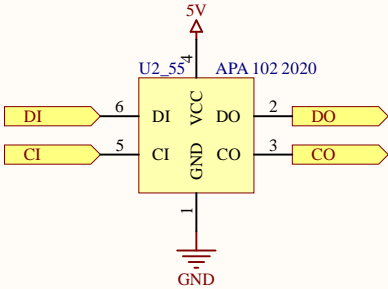 5V
4
U2_55 APA 102 2020
DI 6 DI VCC DO 2 DO
CI 5 CI GND CO 3 CO
1
GND